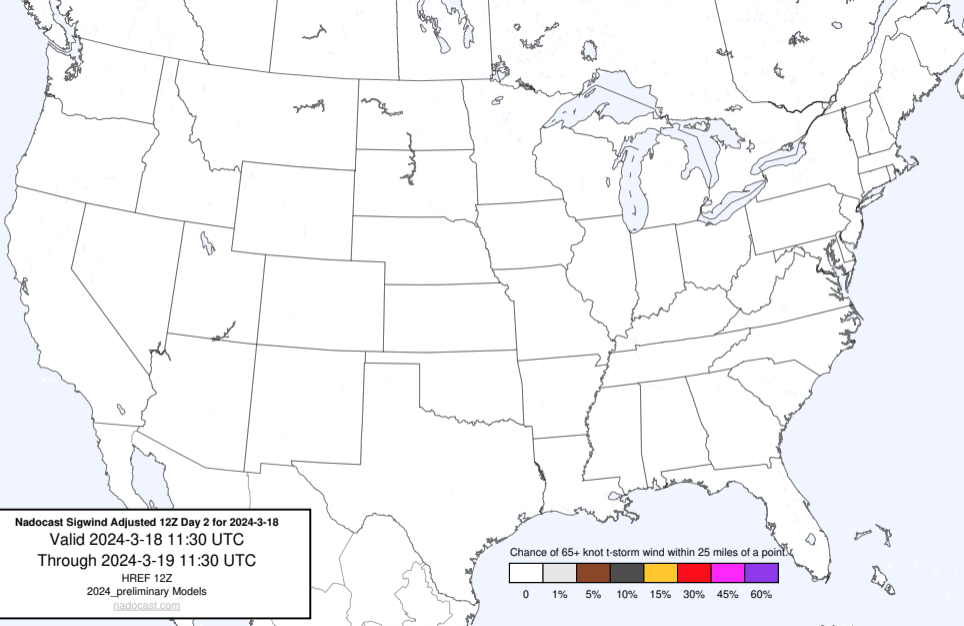 Nadocast Sigwind Adjusted 12Z Day 2 for 2024-3-18
Valid 2024-3-18 11:30 UTC
Through 2024-3-19 11:30 UTC
HREF 12Z
2024_preliminary Models
nadocast.com
Chance of 65+ knot t-storm wind within 25 miles of a point.
0 1% 5% 10% 15% 30% 45% 60%